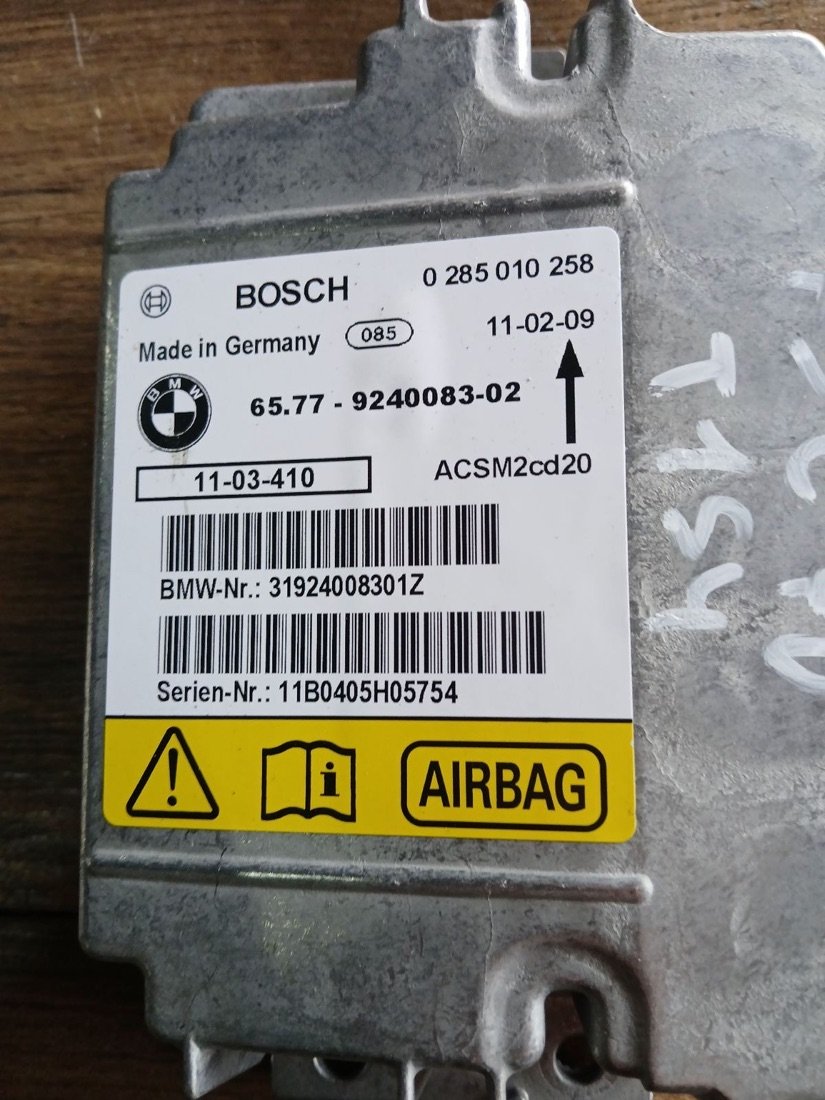 BOSCH 0 285 010 258
Made in Germany 085 11-02-09
BMW
65.77 - 9240083-02
11-03-410 ACSM2cd20
BMW-Nr.: 31924008301Z
Serien-Nr.: 11B0405H05754
AIRBAG